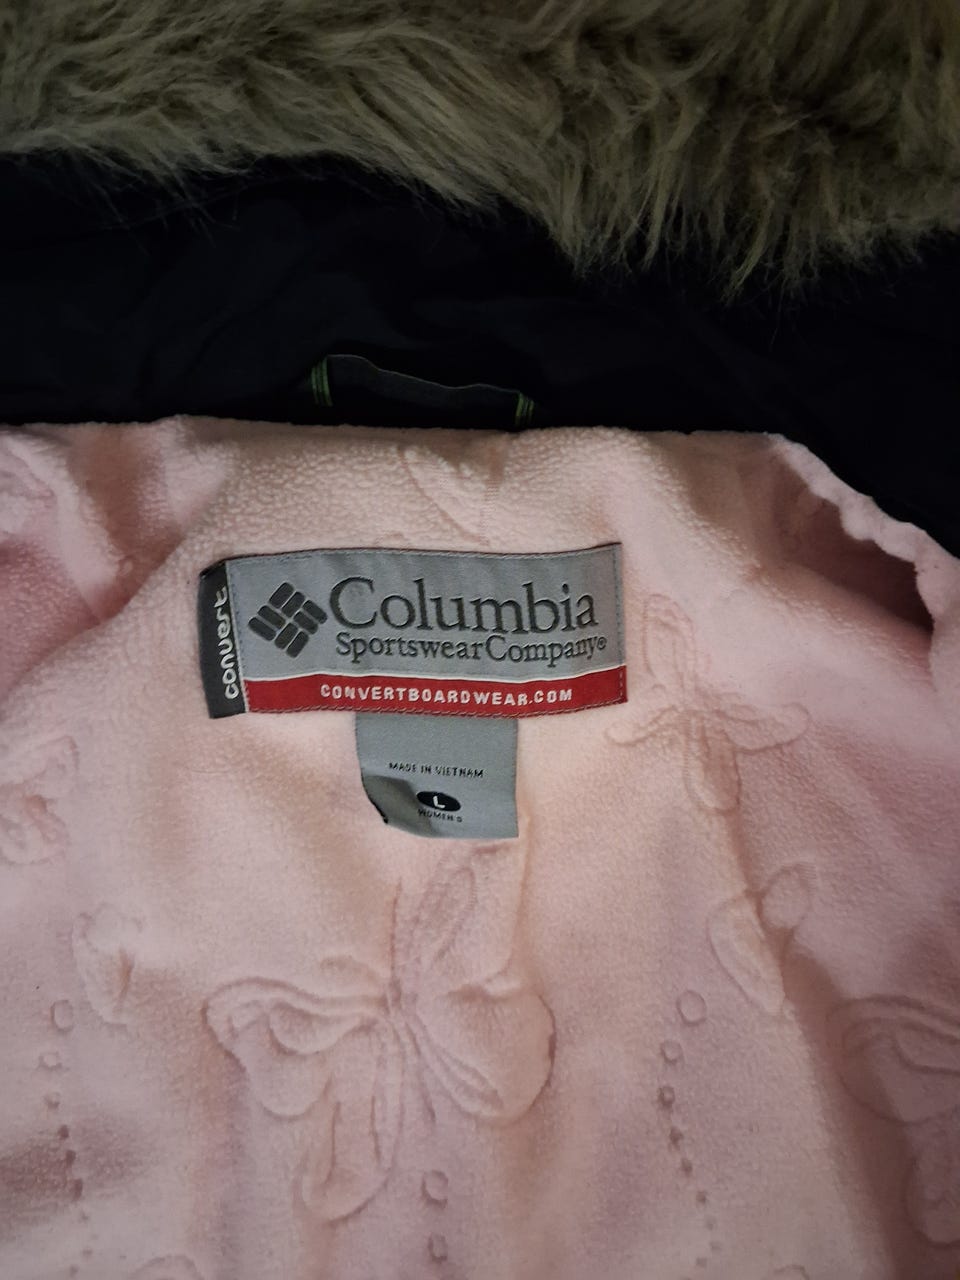 convert
Columbia
Sportswear Company®
CONVERTBOARDWEAR.COM
MADE IN VIETNAM
L
WOMEN'S